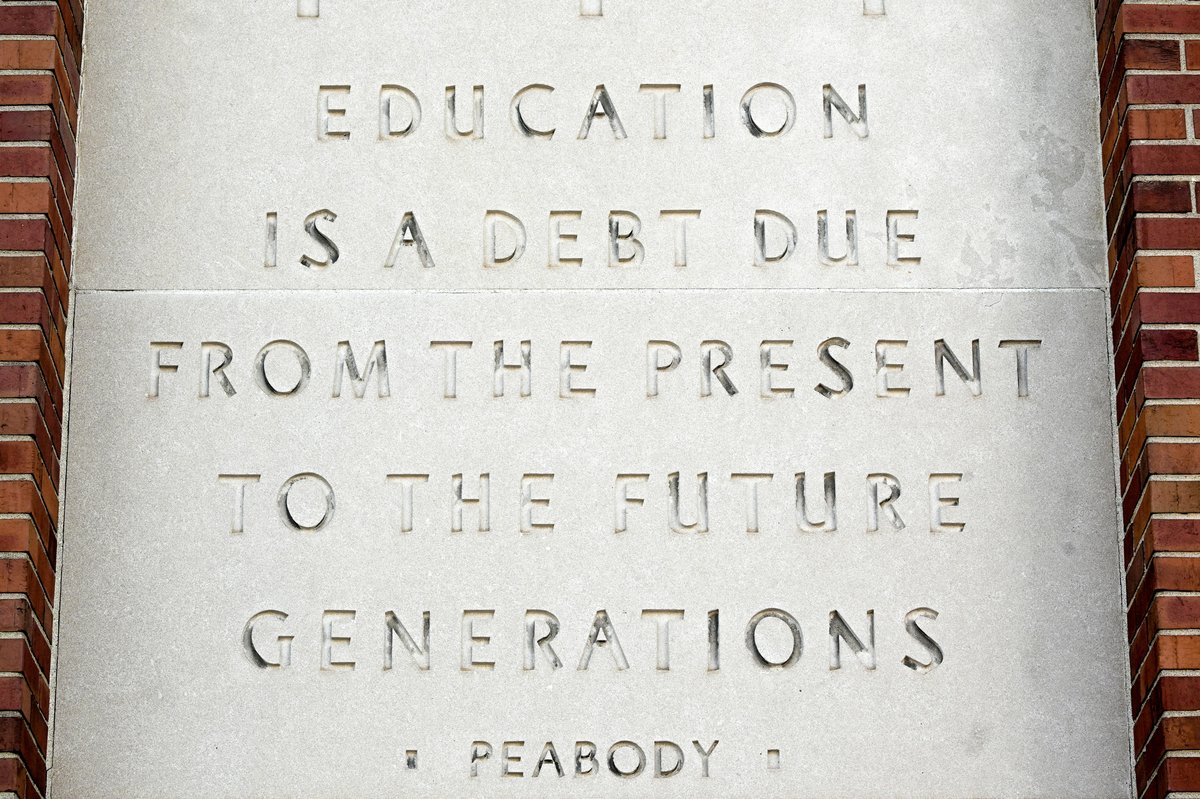 EDUCATION
IS A DEBT DUE
FROM THE PRESENT
TO THE FUTURE
GENERATIONS
· PEABODY ·